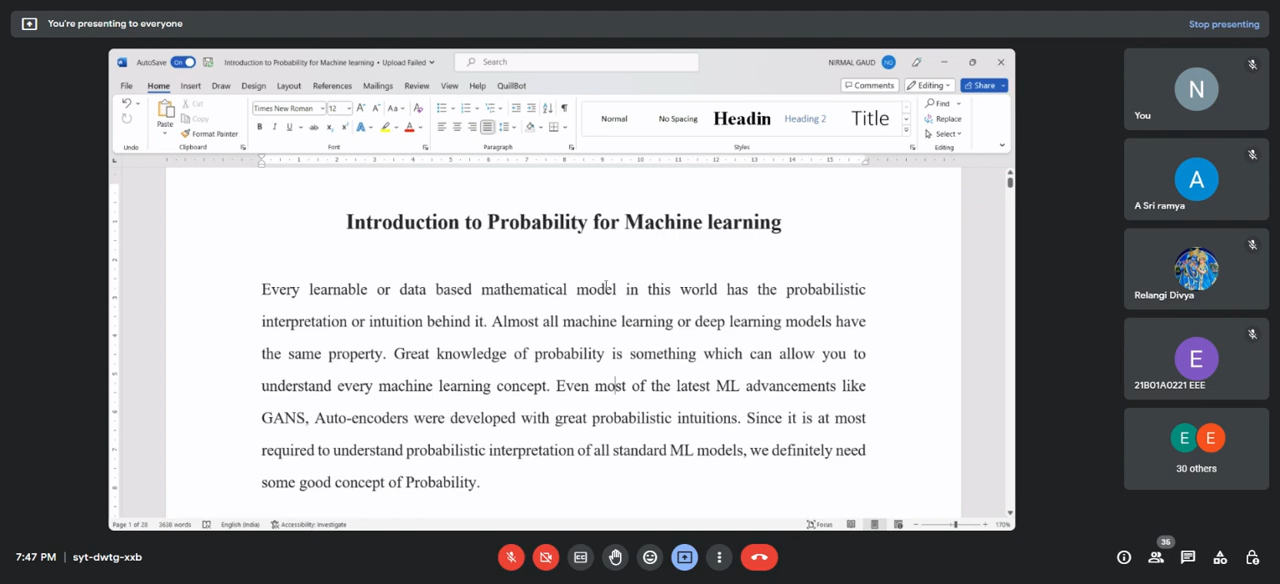 You're presenting to everyone
Stop presenting
AutoSave On Introduction to Probability for Machine learning • Upload Failed Search NIRMAL GAUD NG
File Home Insert Draw Design Layout References Mailings Review View Help QuillBot Comments Editing Share
Paste
Cut
Copy
Format Painter
Times New Roman 12
Normal No Spacing Headin Heading 2 Title
Find
Replace
Select
Undo Clipboard Font Paragraph Styles Editing
Introduction to Probability for Machine learning
Every learnable or data based mathematical model in this world has the probabilistic
interpretation or intuition behind it. Almost all machine learning or deep learning models have
the same property. Great knowledge of probability is something which can allow you to
understand every machine learning concept. Even most of the latest ML advancements like
GANS, Auto-encoders were developed with great probabilistic intuitions. Since it is at most
required to understand probabilistic interpretation of all standard ML models, we definitely need
some good concept of Probability.
Page 1 of 28 3638 words English (India) Accessibility: Investigate Focus 170%
N
You
A
A Sri ramya
Relangi Divya
E
21B01A0221 EEE
E E
30 others
7:47 PM | syt-dwtg-xxb
35